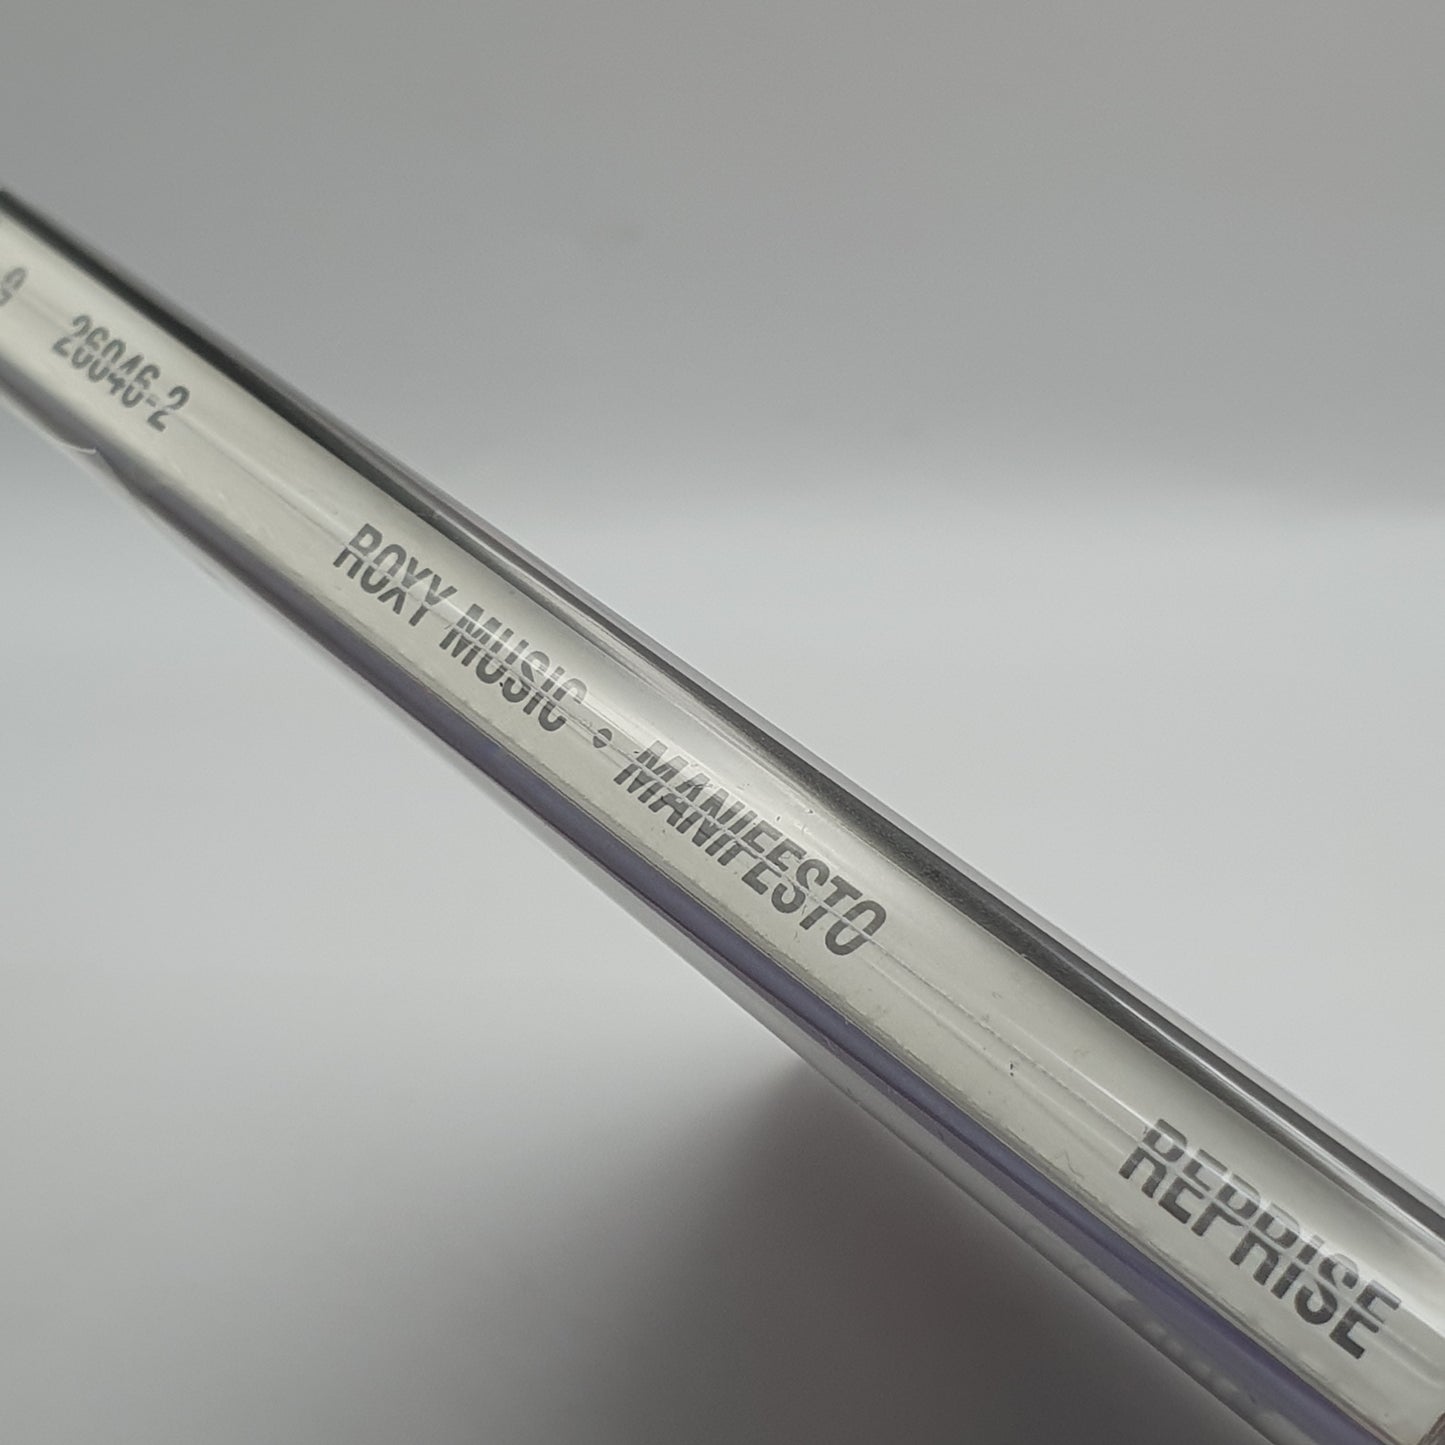 26046-2 ROXY MUSIC • MANIFESTO REPRISE